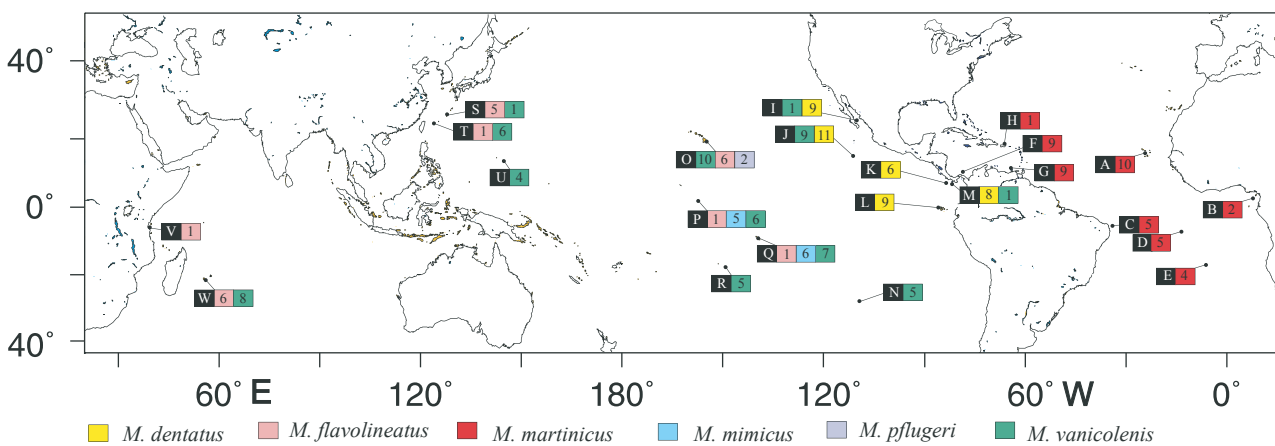 40°
0°
40°
I 1 9
S 5 1
H 1
T 1 6
J 9 11
F 9
O 10 6 2
A 10
K 6
G 9
U 4
M 8 1
L 9
B 2
P 1 5 6
C 5
V 1
D 5
Q 1 6 7
E 4
R 5
N 5
W 6 8
60° E
120°
180°
120°
60° W
0°
M. dentatus
M. flavolineatus
M. martinicus
M. mimicus
M. pflugeri
M. vanicolenis